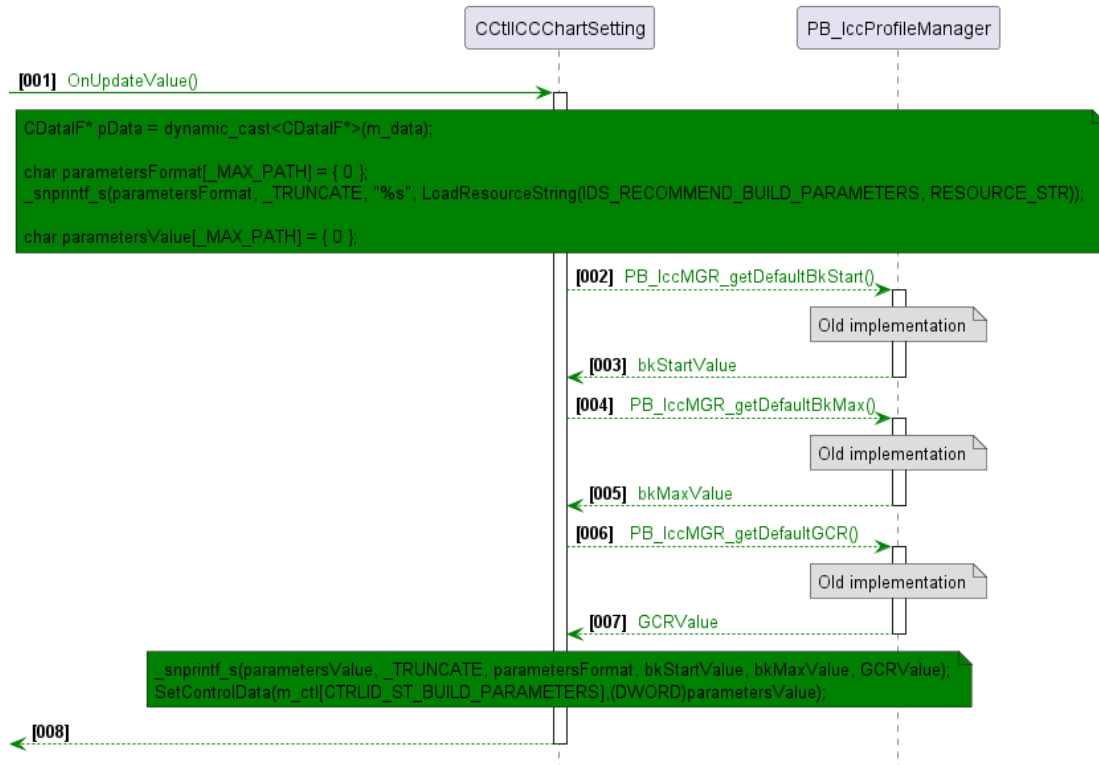 CCtlICCChartSetting
PB_IccProfileManager
[001] OnUpdateValue()
CDataIF* pData = dynamic_cast<CDataIF*>(m_data);
char parametersFormat[_MAX_PATH] = { 0 };
_snprintf_s(parametersFormat, _TRUNCATE, "%s", LoadResourceString(IDS_RECOMMEND_BUILD_PARAMETERS, RESOURCE_STR));
char parametersValue[_MAX_PATH] = { 0 };
[002] PB_IccMGR_getDefaultBkStart()
Old implementation
[003] bkStartValue
[004] PB_IccMGR_getDefaultBkMax()
Old implementation
[005] bkMaxValue
[006] PB_IccMGR_getDefaultGCR()
Old implementation
[007] GCRValue
_snprintf_s(parametersValue, _TRUNCATE, parametersFormat, bkStartValue, bkMaxValue, GCRValue);
SetControlData(m_ctl[CTRLID_ST_BUILD_PARAMETERS],(DWORD)parametersValue);
[008]